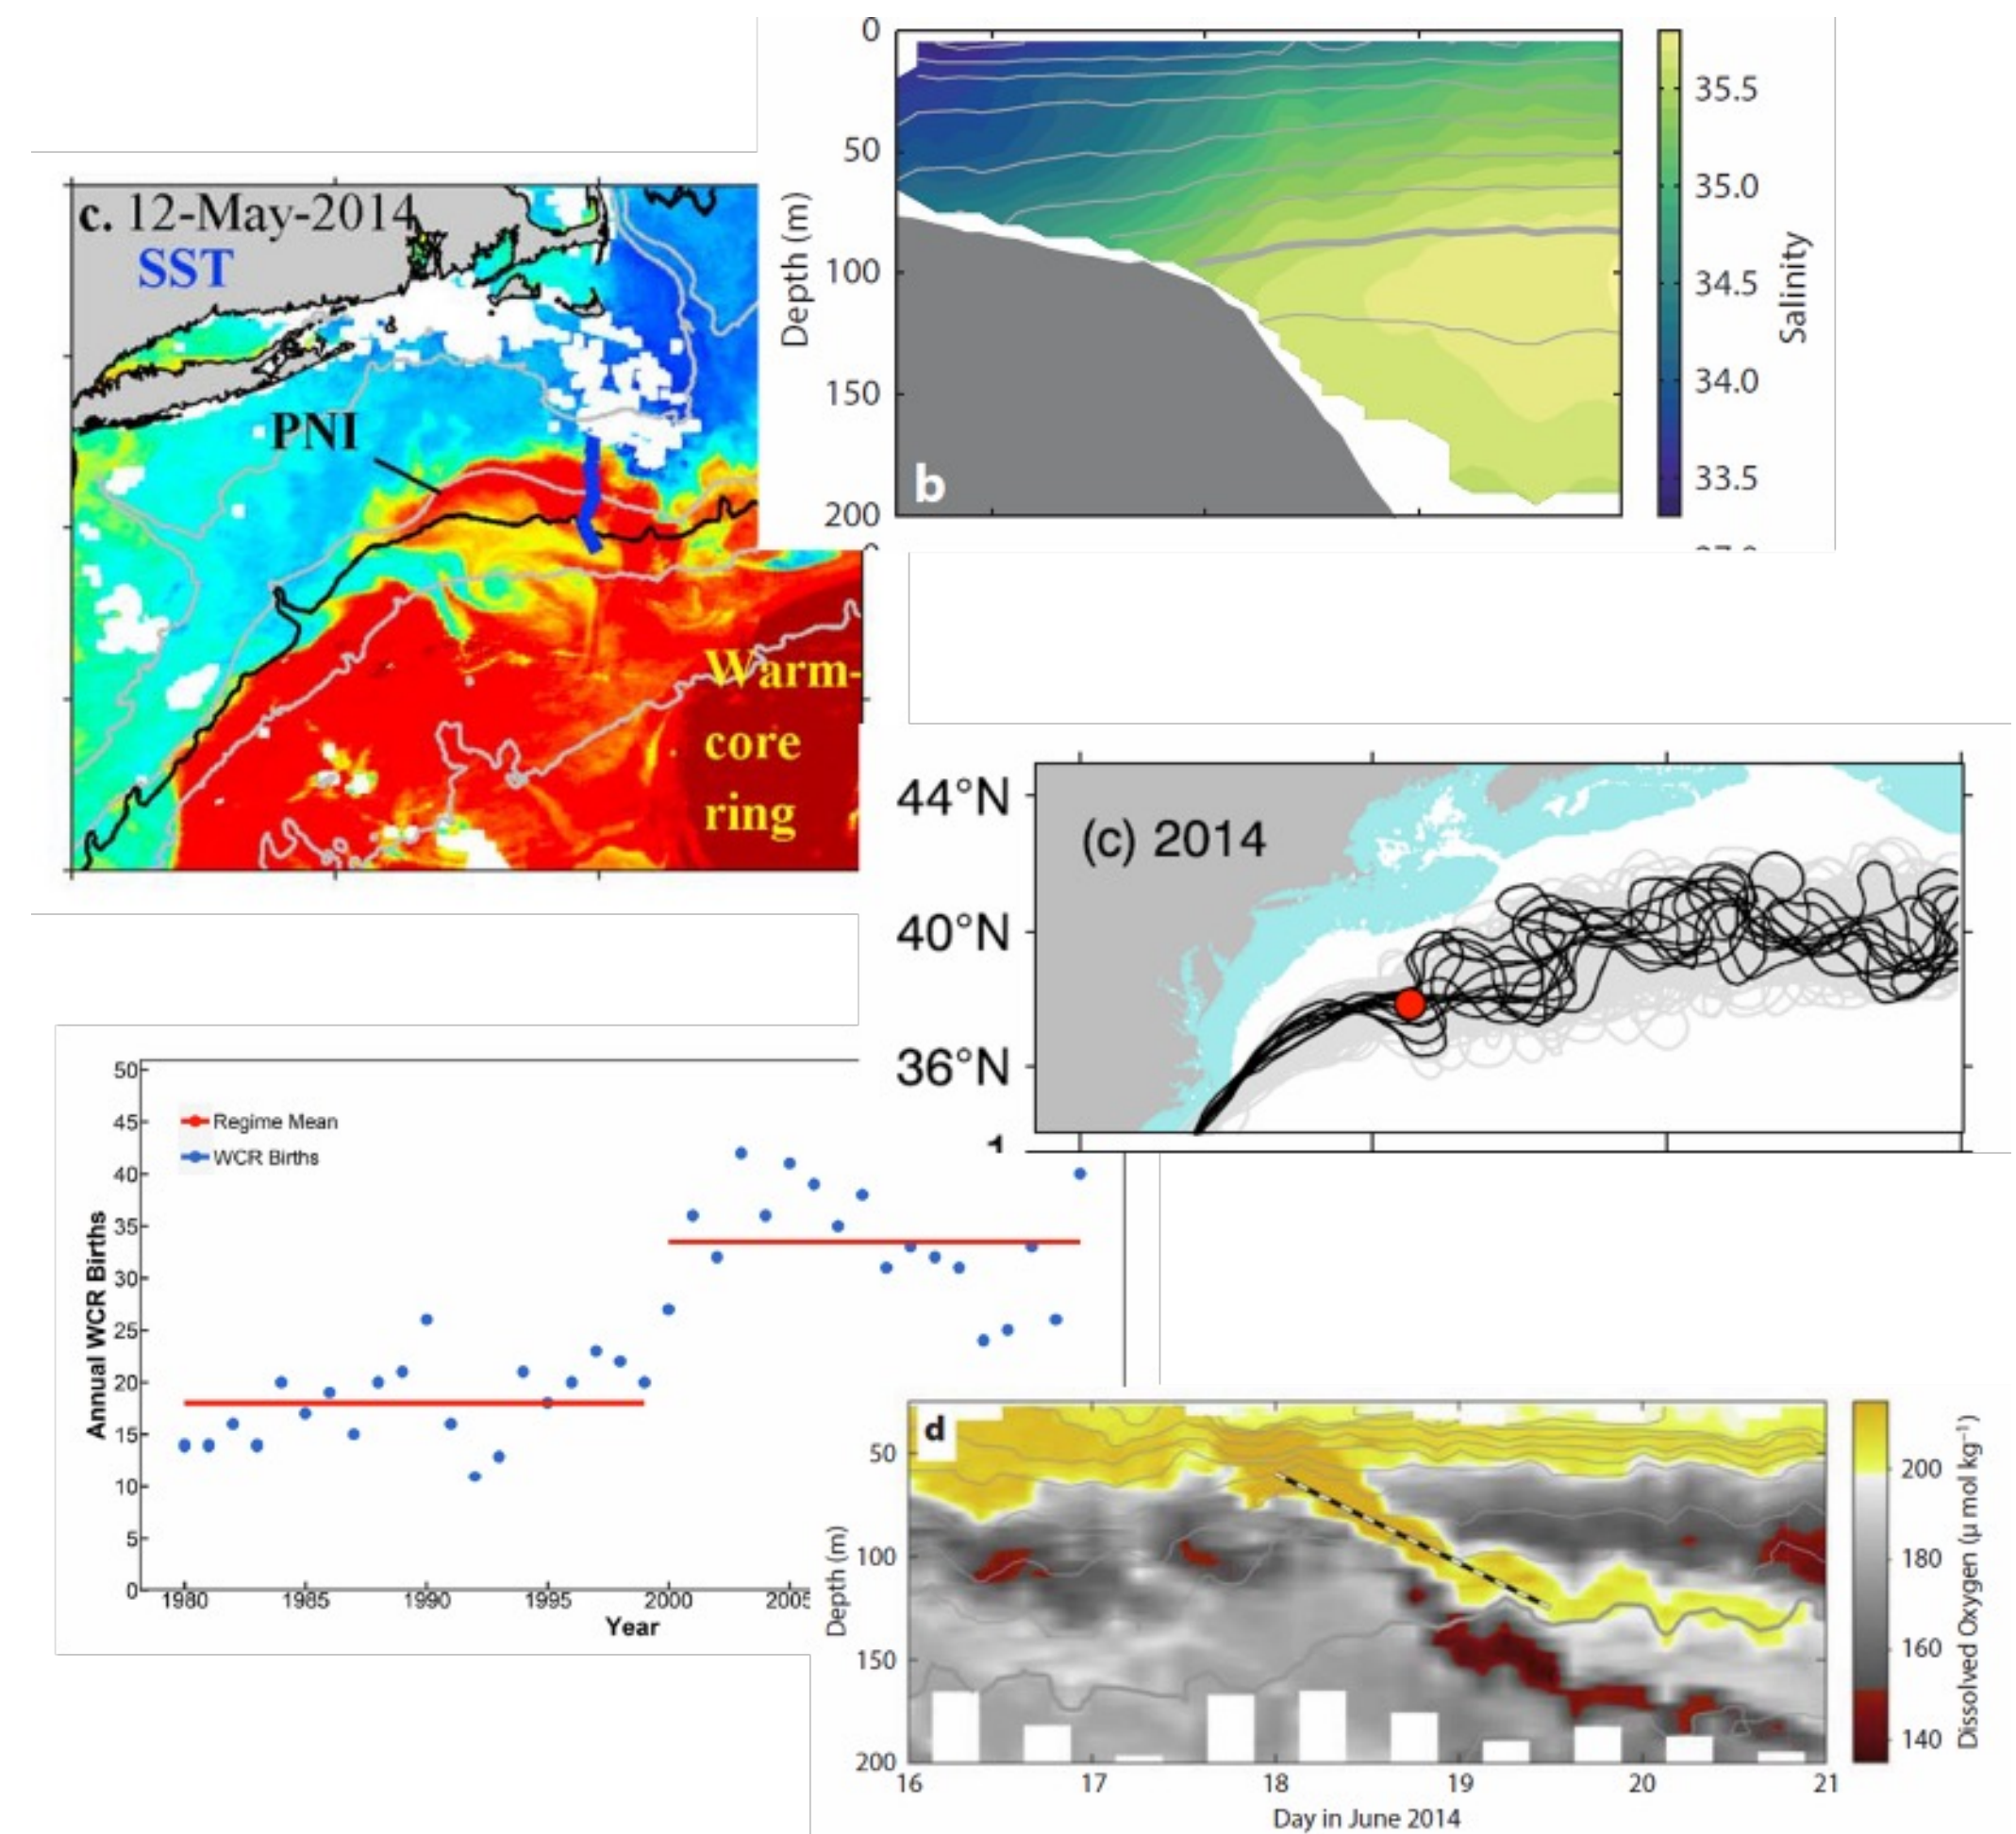 0
50
100
150
200
Depth (m)
b
35.5
35.0
34.5
34.0
33.5
Salinity
c. 12-May-2014
SST
PNI
Warm-
core
ring
44°N
40°N
36°N
(c) 2014
50
45
40
35
30
25
20
15
10
5
0
Annual WCR Births
Regime Mean
WCR Births
1980
1985
1990
1995
2000
2005
Year
d
50
100
150
200
Depth (m)
16
17
18
19
20
21
Day in June 2014
200
180
160
140
Dissolved Oxygen (μ mol kg⁻¹)